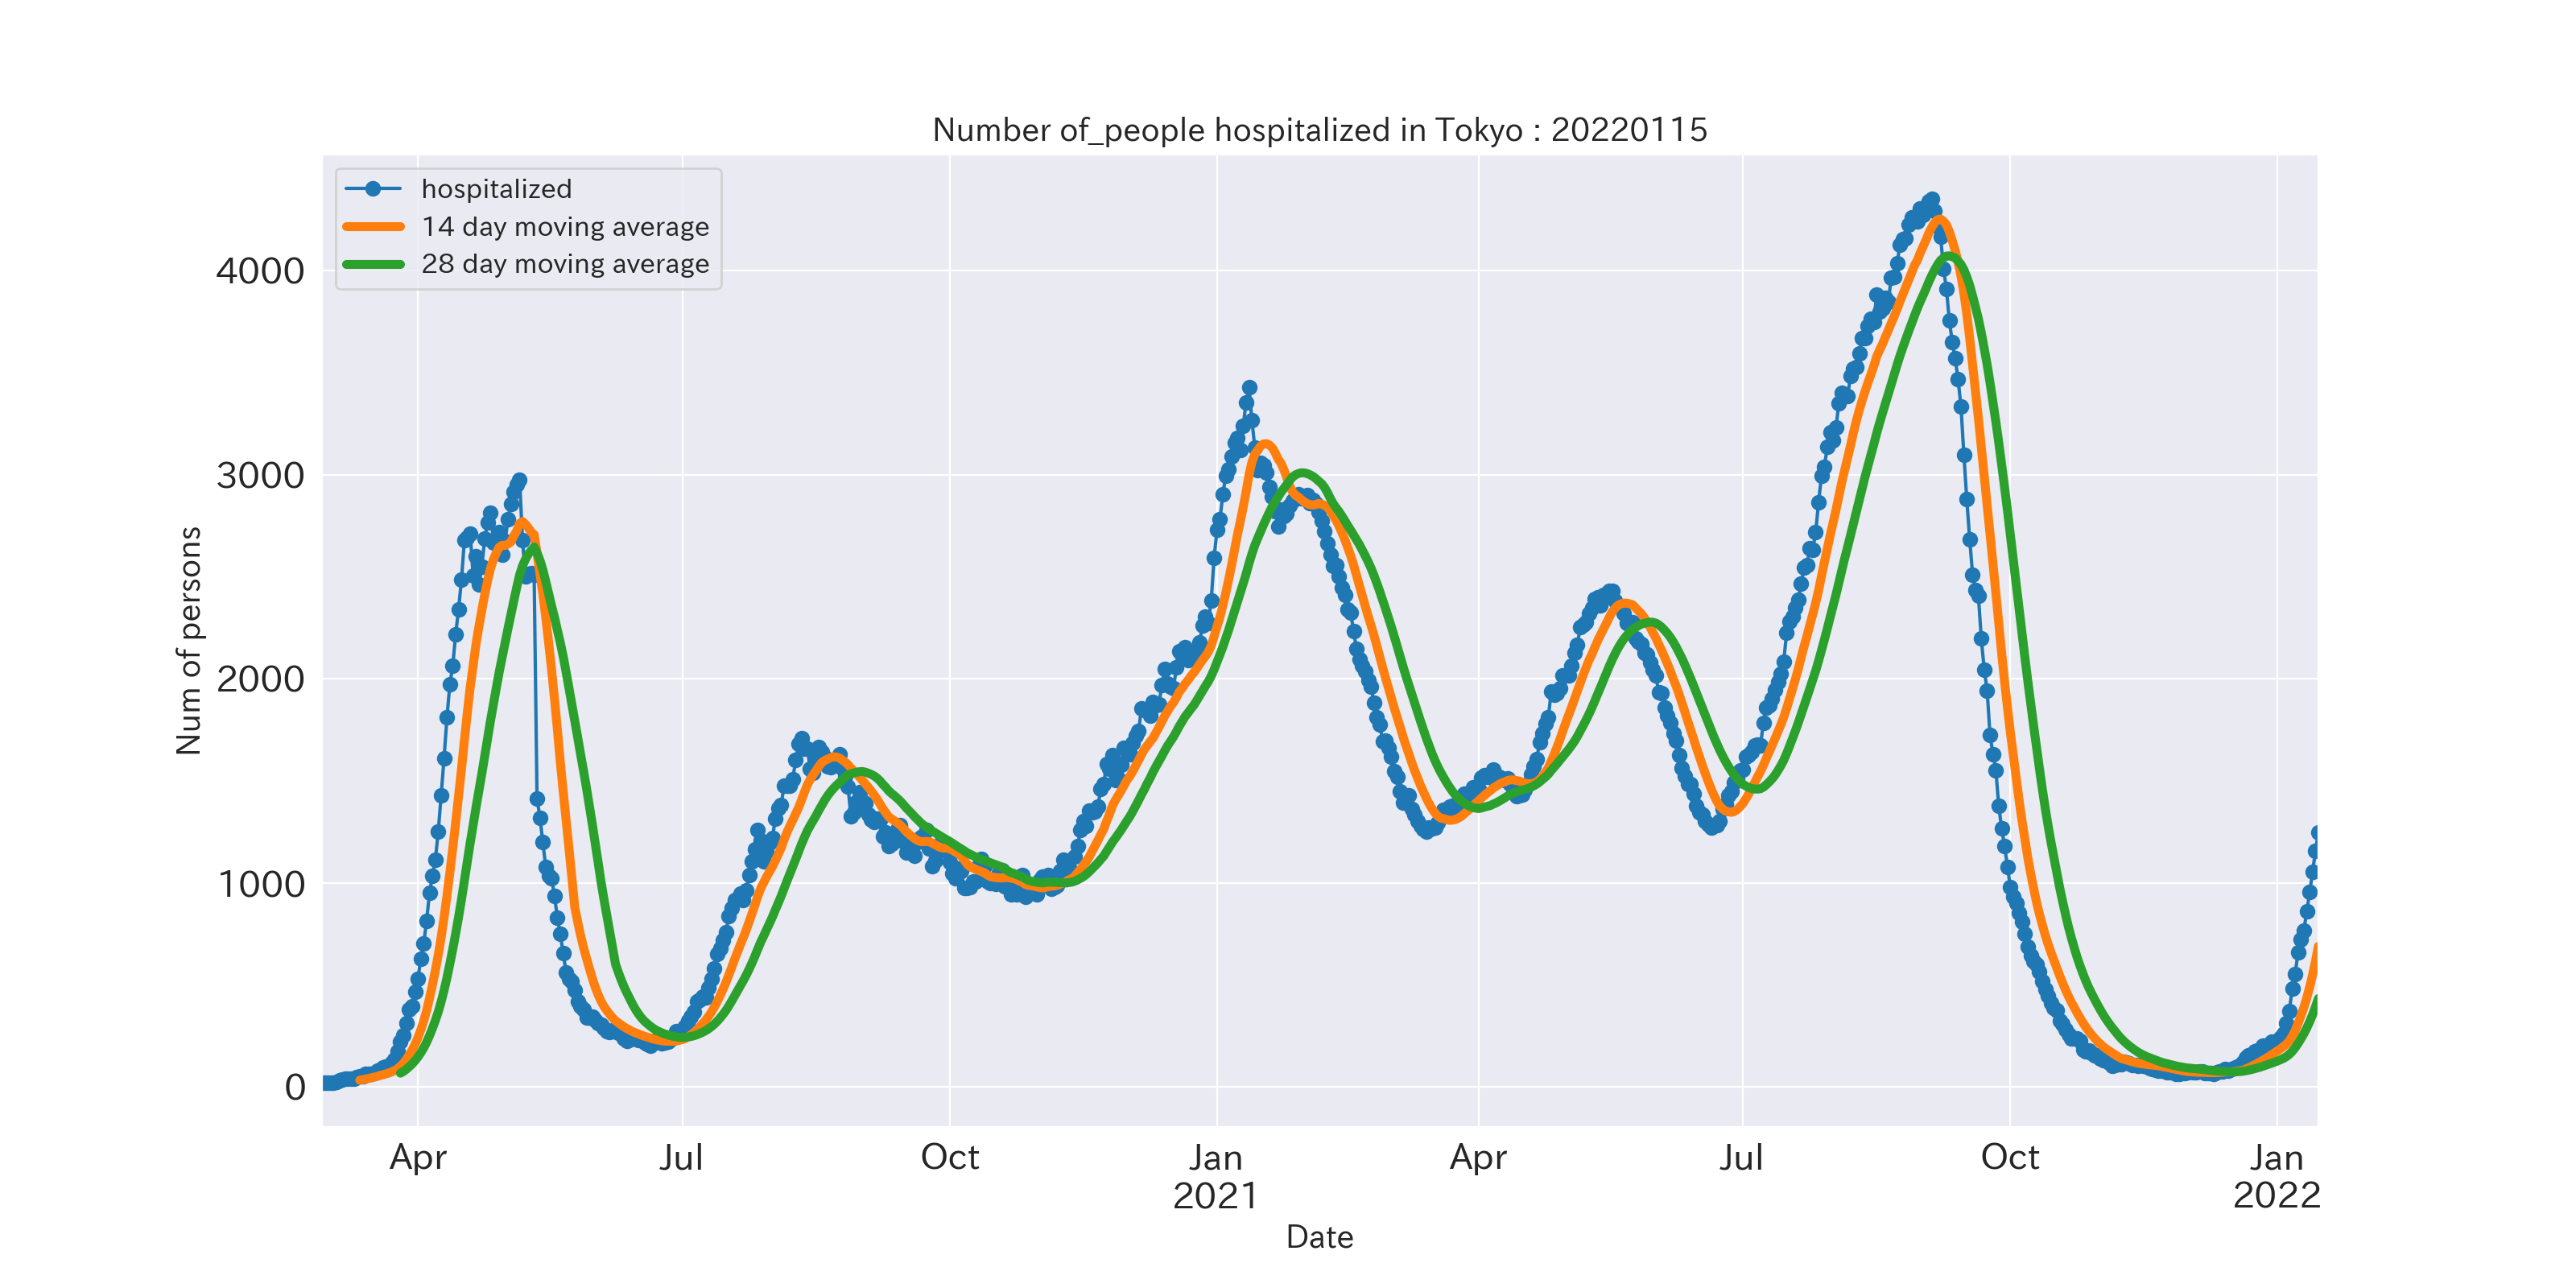 Number of_people hospitalized in Tokyo : 20220115
hospitalized
14 day moving average
28 day moving average
4000
3000
2000
1000
0
Num of persons
Apr
Jul
Oct
Jan
2021
Apr
Jul
Oct
Jan
2022
Date